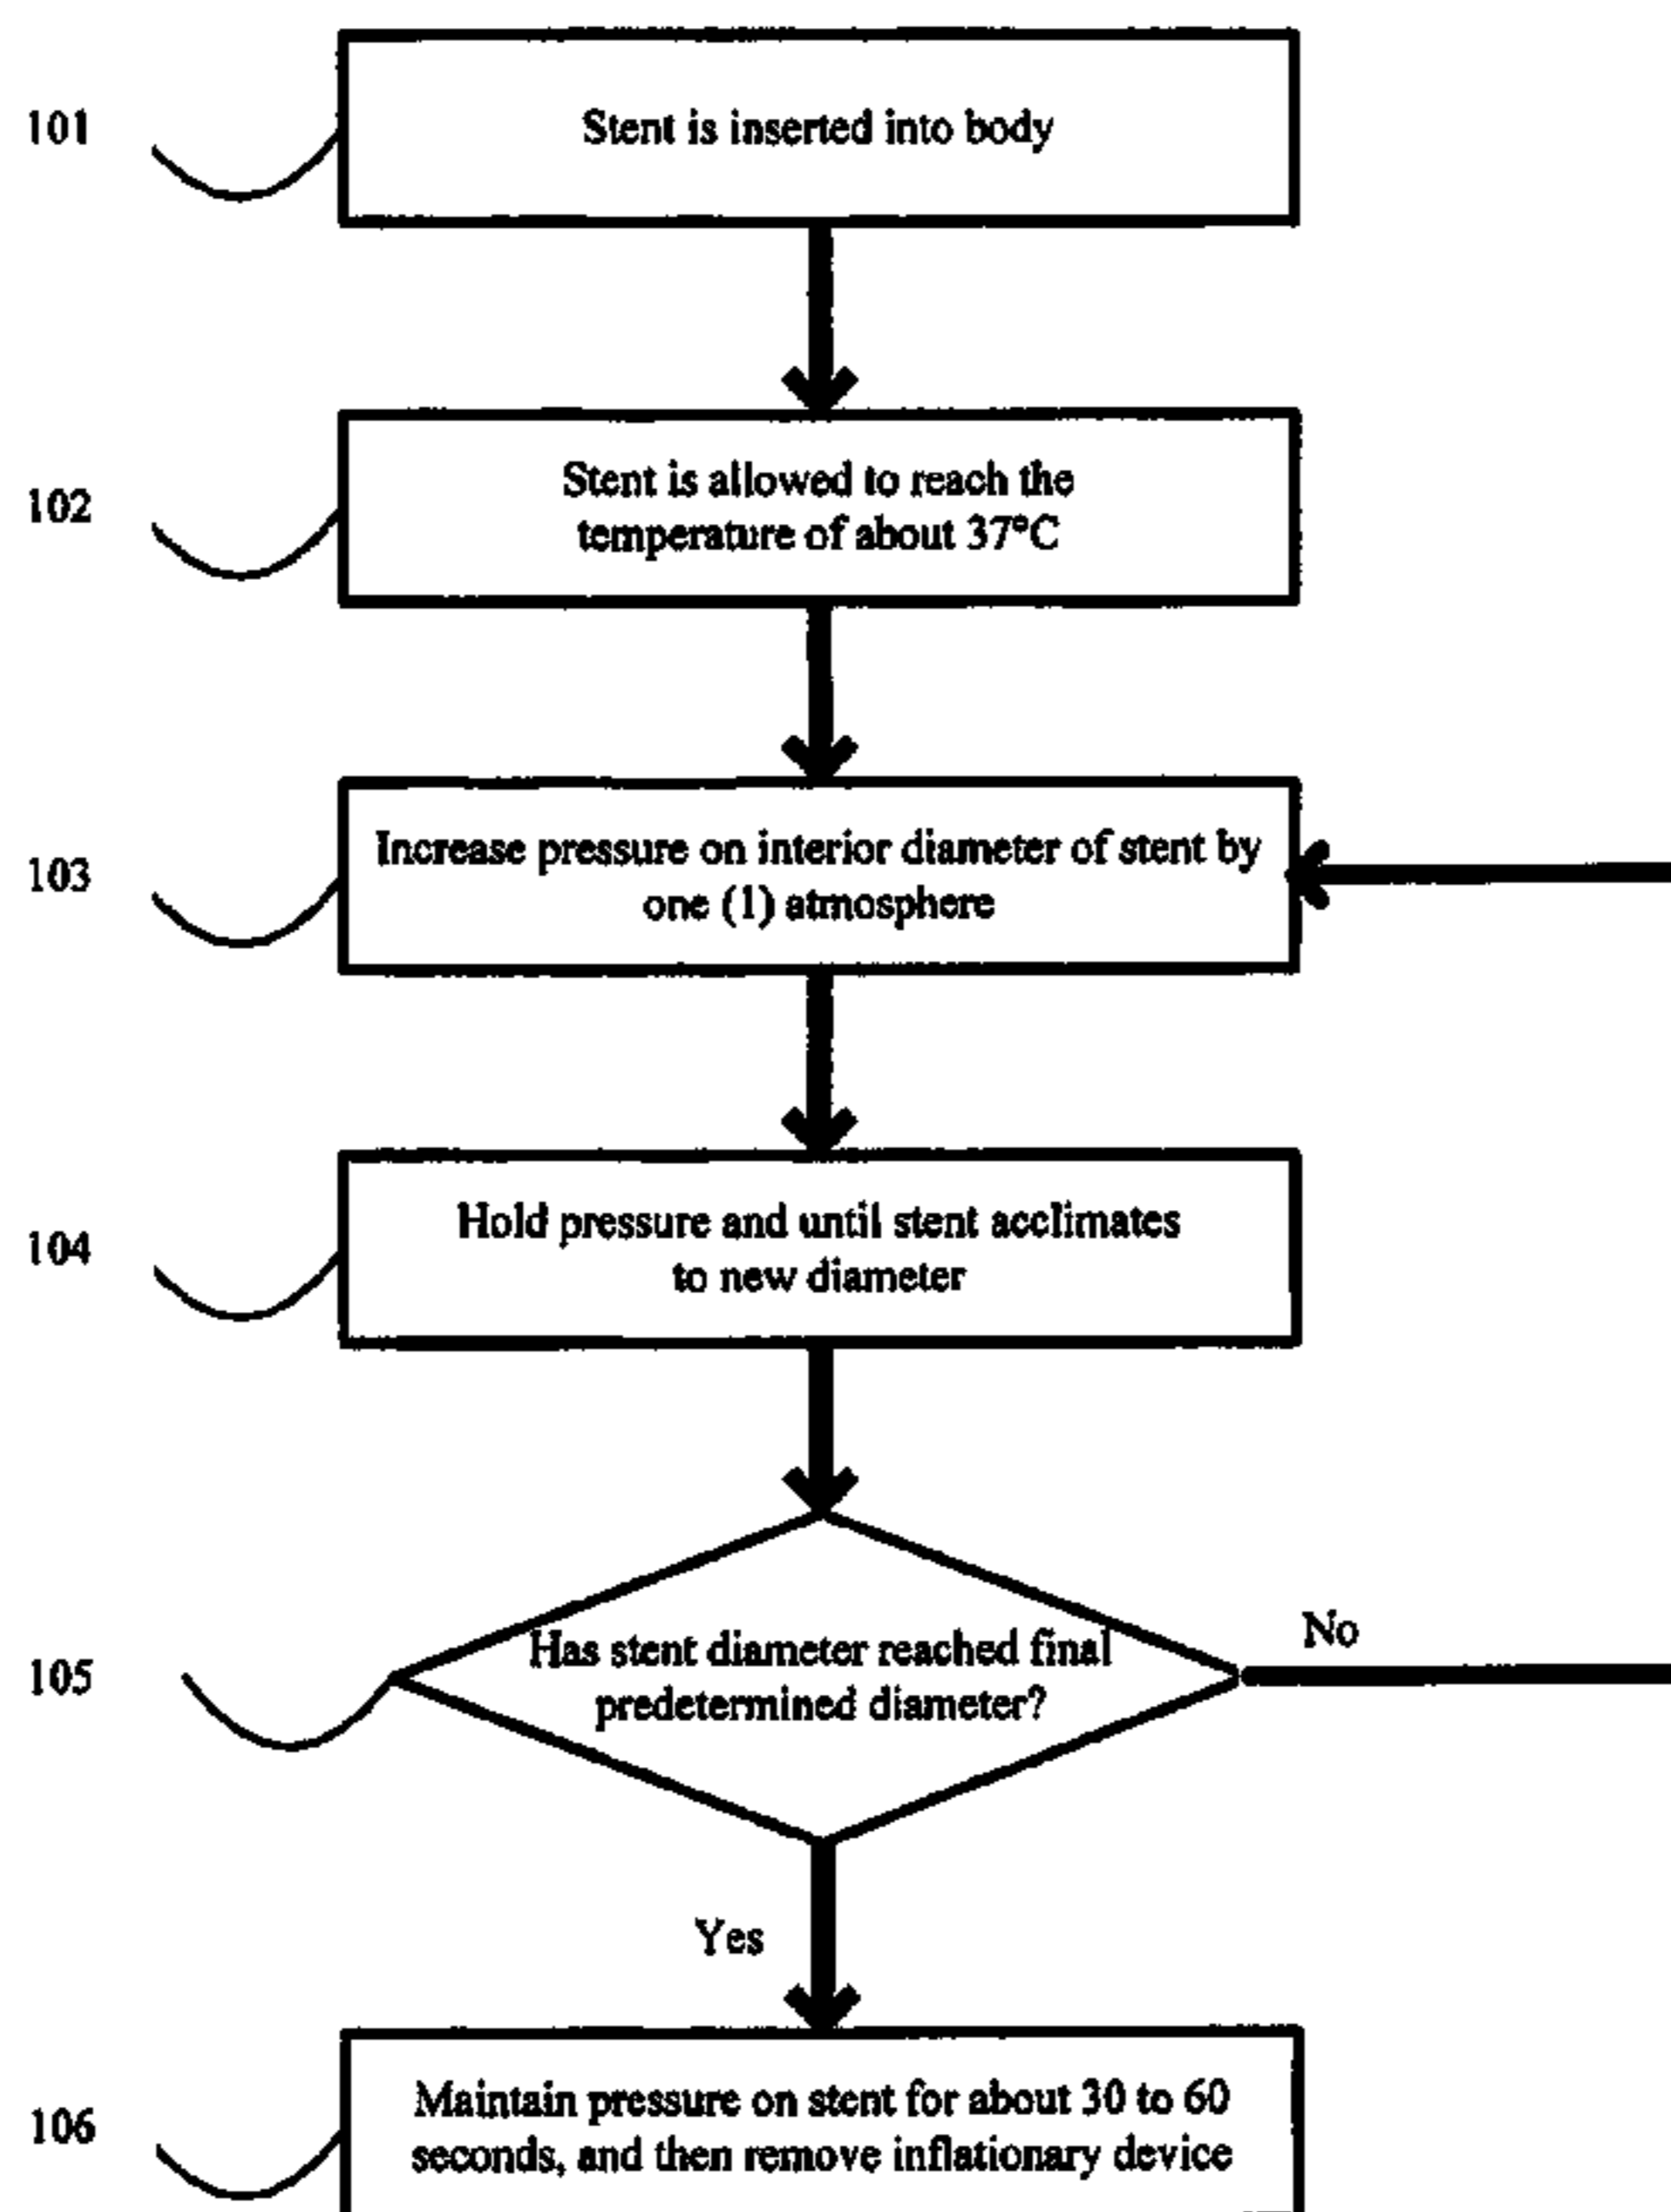 101
Stent is inserted into body
102
Stent is allowed to reach the
temperature of about 37°C
103
Increase pressure on interior diameter of stent by
one (1) atmosphere
104
Hold pressure and until stent acclimates
to new diameter
105
Has stent diameter reached final
predetermined diameter?
No
Yes
106
Maintain pressure on stent for about 30 to 60
seconds, and then remove inflationary device